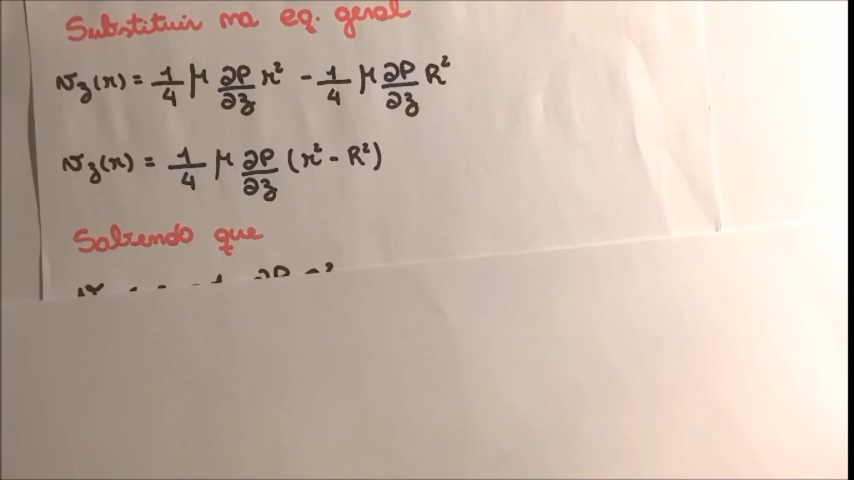 Substituir na eq. geral
v_z(r) = 1/4 μ ∂P/∂z r² - 1/4 μ ∂P/∂z R²
v_z(r) = 1/4 μ ∂P/∂z (r² - R²)
Sabendo que